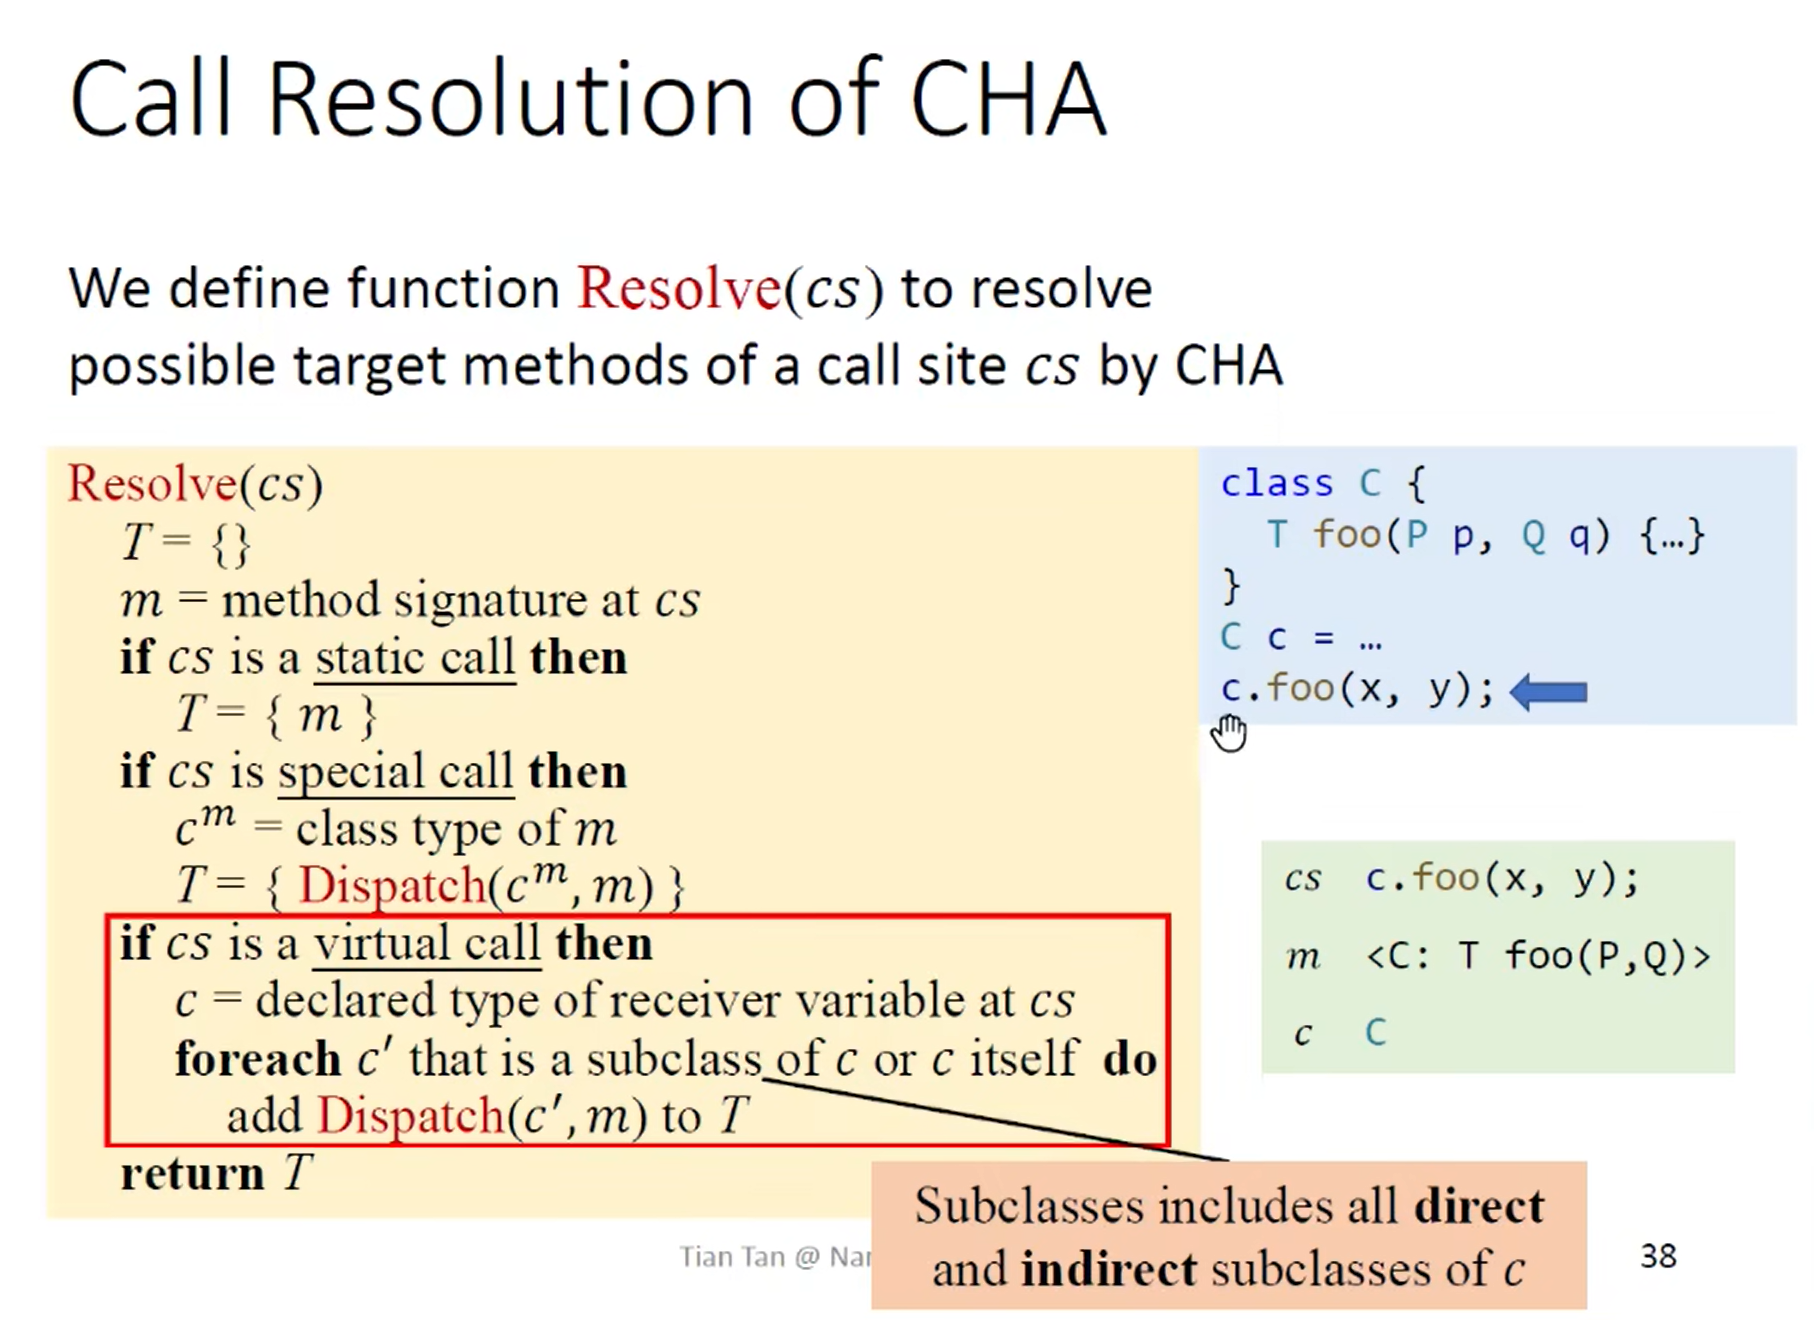 Call Resolution of CHA
We define function Resolve(cs) to resolve
possible target methods of a call site cs by CHA
Resolve(cs)
T = {}
m = method signature at cs
if cs is a static call then
T = { m }
if cs is special call then
c^m = class type of m
T = { Dispatch(c^m, m) }
if cs is a virtual call then
c = declared type of receiver variable at cs
foreach c′ that is a subclass of c or c itself do
add Dispatch(c′, m) to T
return T
class C {
T foo(P p, Q q) {…}
}
C c = …
c.foo(x, y);
cs c.foo(x, y);
m <C: T foo(P,Q)>
c C
Subclasses includes all direct
and indirect subclasses of c
Tian Tan @
38